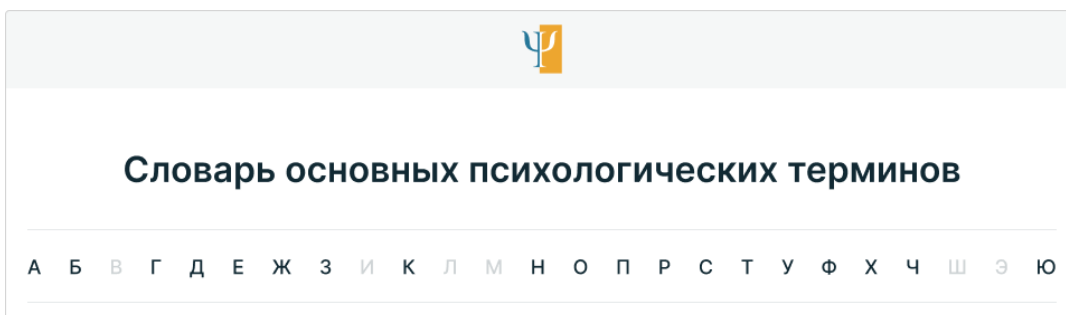 Словарь основных психологических терминов
А Б В Г Д Е Ж З И К Л М Н О П Р С Т У Ф Х Ч Ш Э Ю